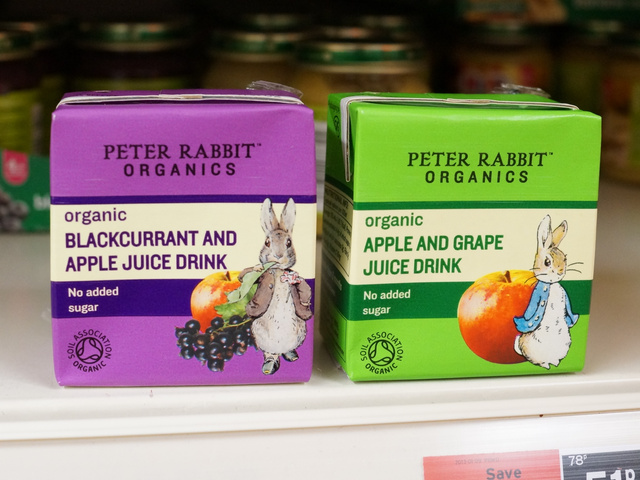 PETER RABBIT™
ORGANICS
organic
BLACKCURRANT AND
APPLE JUICE DRINK
No added
sugar
SOIL ASSOCIATION
ORGANIC
PETER RABBIT™
ORGANICS
organic
APPLE AND GRAPE
JUICE DRINK
No added
sugar
SOIL ASSOCIATION
ORGANIC
Save
78p